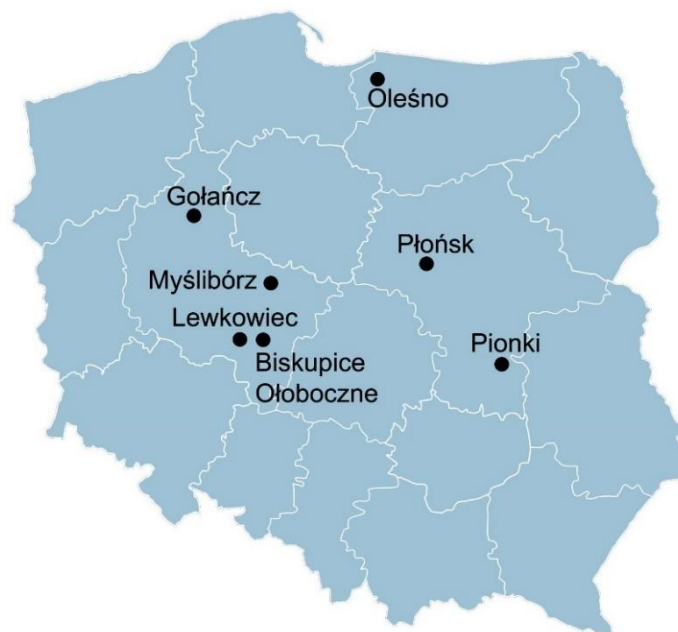 Oleśno
Gołańcz
Płońsk
Myślibórz
Lewkowiec
Biskupice
Ołoboczne
Pionki